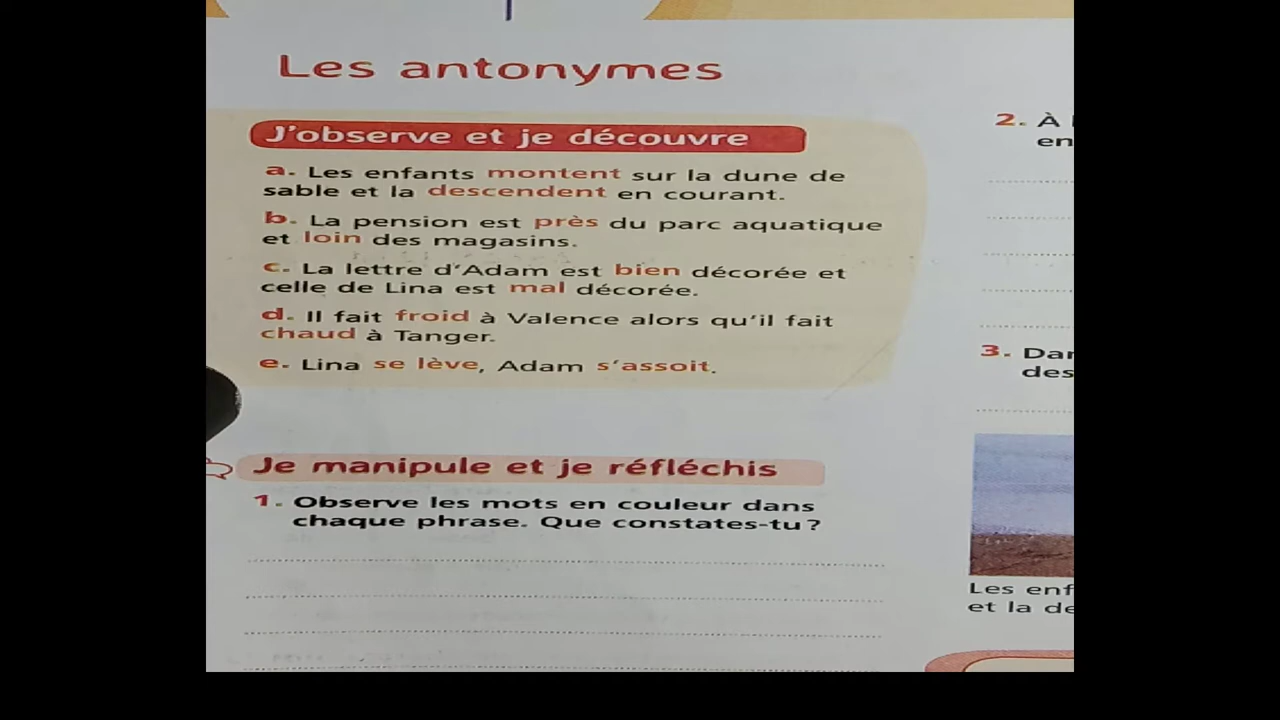 Les antonymes
J'observe et je découvre
a. Les enfants montent sur la dune de
sable et la descendent en courant.
b. La pension est près du parc aquatique
et loin des magasins.
c. La lettre d'Adam est bien décorée et
celle de Lina est mal décorée.
d. Il fait froid à Valence alors qu'il fait
chaud à Tanger.
e. Lina se lève, Adam s'assoit.
Je manipule et je réfléchis
1. Observe les mots en couleur dans
chaque phrase. Que constates-tu ?
2. À
en
3.
des
Les
et la